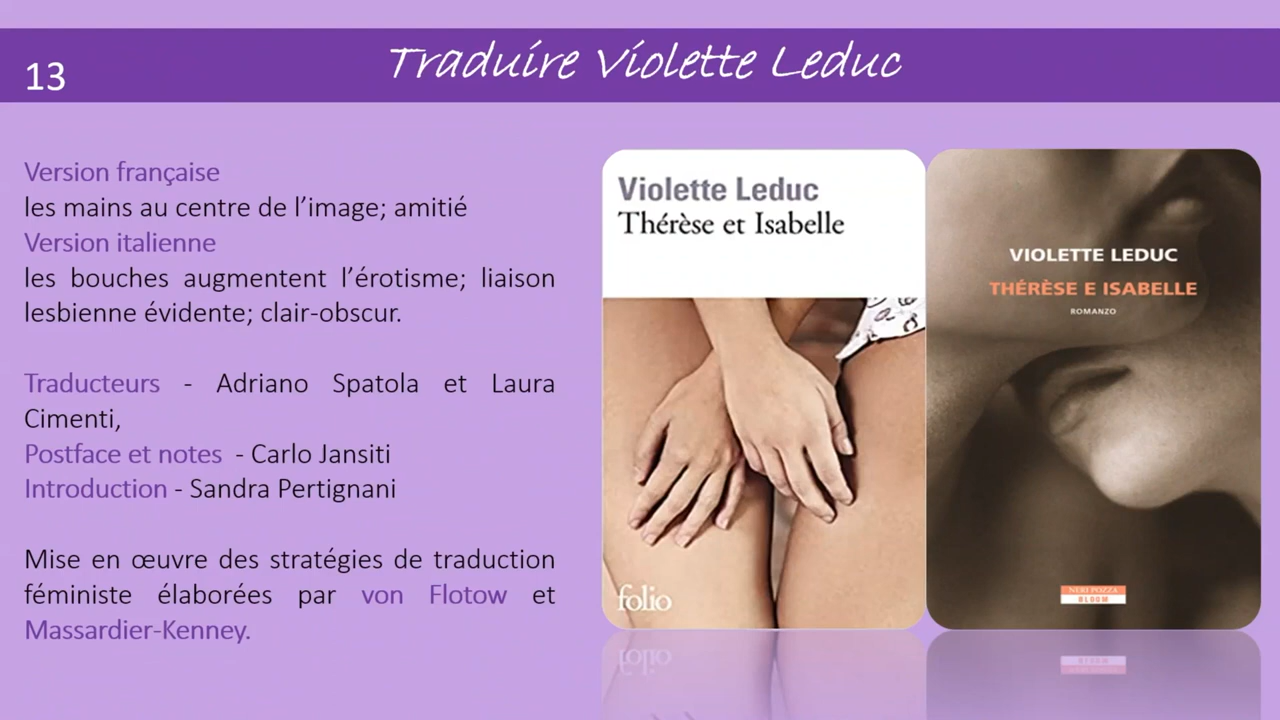 Traduire Violette Leduc
13
Version française
les mains au centre de l’image; amitié
Version italienne
les bouches augmentent l’érotisme; liaison
lesbienne évidente; clair-obscur.
Traducteurs - Adriano Spatola et Laura
Cimenti,
Postface et notes - Carlo Jansiti
Introduction - Sandra Pertignani
Mise en œuvre des stratégies de traduction
féministe élaborées par von Flotow et
Massardier-Kenney.
Violette Leduc
Thérèse et Isabelle
folio
VIOLETTE LEDUC
THÉRÈSE E ISABELLE
ROMANZO
NERI POZZA
BLOOM